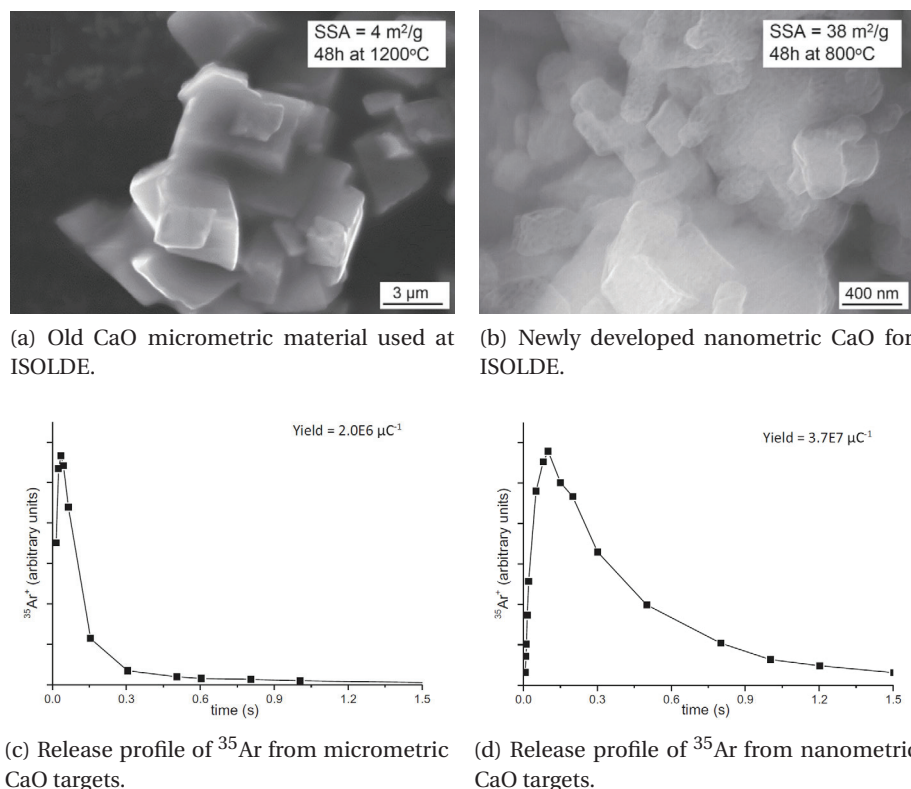 SSA = 4 m²/g
48h at 1200°C
3 µm
SSA = 38 m²/g
48h at 800°C
400 nm
(a) Old CaO micrometric material used at
ISOLDE.
(b) Newly developed nanometric CaO for
ISOLDE.
Yield = 2.0E6 µC⁻¹
³⁵Ar⁺ (arbitrary units)
0.0 0.3 0.6 0.9 1.2 1.5
time (s)
Yield = 3.7E7 µC⁻¹
³⁵Ar⁺ (arbitrary units)
0.0 0.3 0.6 0.9 1.2 1.5
time (s)
(c) Release profile of ³⁵Ar from micrometric
CaO targets.
(d) Release profile of ³⁵Ar from nanometric
CaO targets.